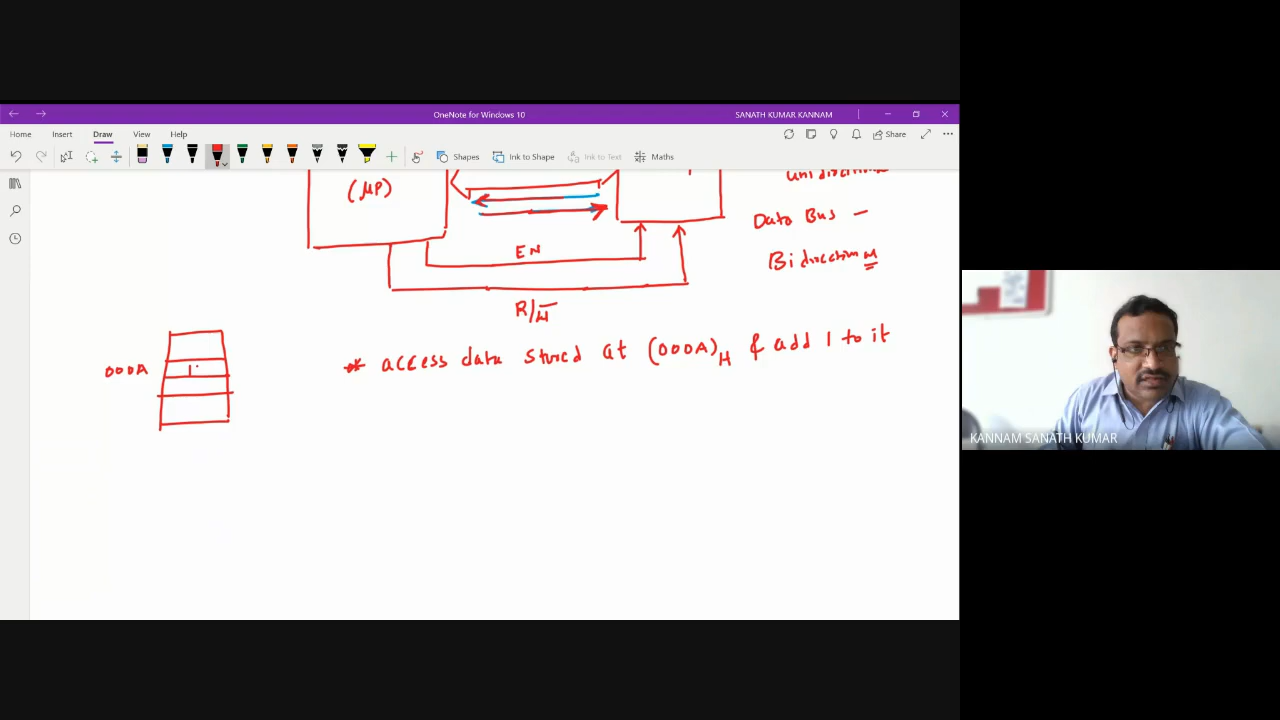 OneNote for Windows 10
SANATH KUMAR KANNAM
Home Insert Draw View Help
Share
Shapes Ink to Shape Ink to Text Maths
(μP)
Unidirectional
Data Bus —
Bidirectional
EN
R/W
000A
1
* access data stored at (000A)H & add 1 to it
KANNAM SANATH KUMAR